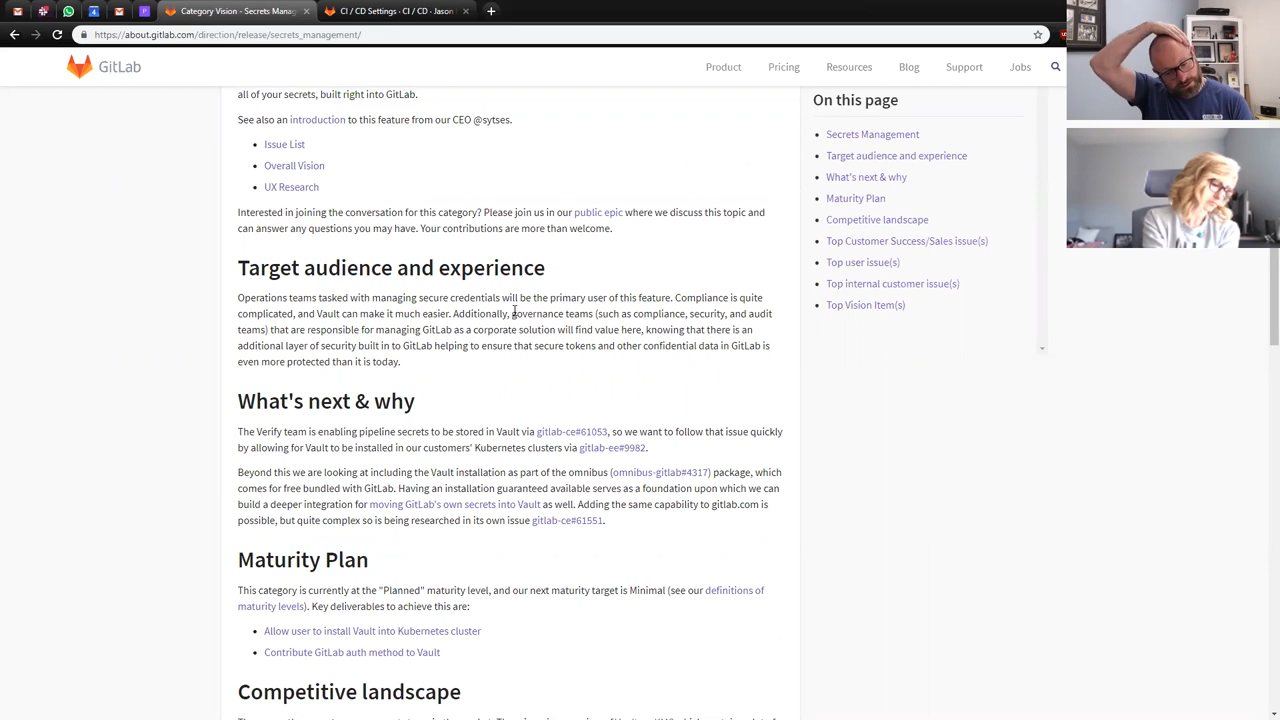 Category Vision - Secrets Manag
CI / CD Settings · CI / CD · Jason
https://about.gitlab.com/direction/release/secrets_management/
GitLab
Product
Pricing
Resources
Blog
Support
Jobs
all of your secrets, built right into GitLab.
See also an introduction to this feature from our CEO @sytses.
• Issue List
• Overall Vision
• UX Research
Interested in joining the conversation for this category? Please join us in our public epic where we discuss this topic and
can answer any questions you may have. Your contributions are more than welcome.
Target audience and experience
Operations teams tasked with managing secure credentials will be the primary user of this feature. Compliance is quite
complicated, and Vault can make it much easier. Additionally, governance teams (such as compliance, security, and audit
teams) that are responsible for managing GitLab as a corporate solution will find value here, knowing that there is an
additional layer of security built in to GitLab helping to ensure that secure tokens and other confidential data in GitLab is
even more protected than it is today.
What's next & why
The Verify team is enabling pipeline secrets to be stored in Vault via gitlab-ce#61053, so we want to follow that issue quickly
by allowing for Vault to be installed in our customers' Kubernetes clusters via gitlab-ee#9982.
Beyond this we are looking at including the Vault installation as part of the omnibus (omnibus-gitlab#4317) package, which
comes for free bundled with GitLab. Having an installation guaranteed available serves as a foundation upon which we can
build a deeper integration for moving GitLab's own secrets into Vault as well. Adding the same capability to gitlab.com is
possible, but quite complex so is being researched in its own issue gitlab-ce#61551.
Maturity Plan
This category is currently at the "Planned" maturity level, and our next maturity target is Minimal (see our definitions of
maturity levels). Key deliverables to achieve this are:
• Allow user to install Vault into Kubernetes cluster
• Contribute GitLab auth method to Vault
Competitive landscape
On this page
• Secrets Management
• Target audience and experience
• What's next & why
• Maturity Plan
• Competitive landscape
• Top Customer Success/Sales issue(s)
• Top user issue(s)
• Top internal customer issue(s)
• Top Vision Item(s)